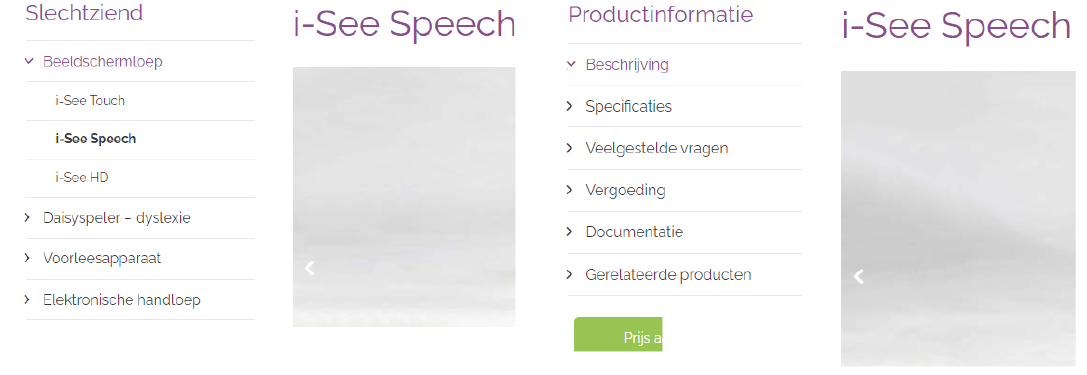 Slechtziend
Beeldschermloep
i-See Touch
i-See Speech
i-See HD
Daisyspeler – dyslexie
Voorleesapparaat
Elektronische handloep
i-See Speech
Productinformatie
Beschrijving
Specificaties
Veelgestelde vragen
Vergoeding
Documentatie
Gerelateerde producten
Prijs a
i-See Speech